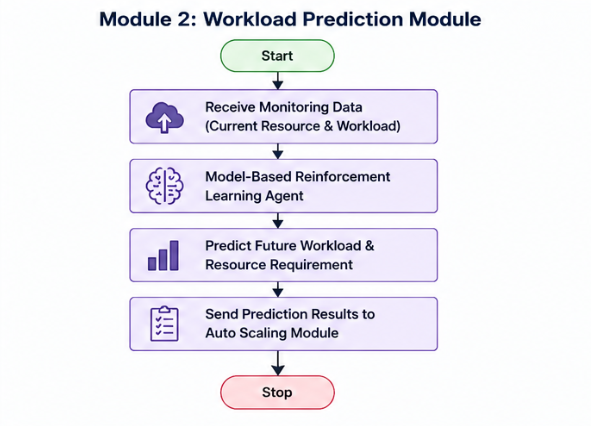 Module 2: Workload Prediction Module
Start
Receive Monitoring Data
(Current Resource & Workload)
Model-Based Reinforcement
Learning Agent
Predict Future Workload &
Resource Requirement
Send Prediction Results to
Auto Scaling Module
Stop